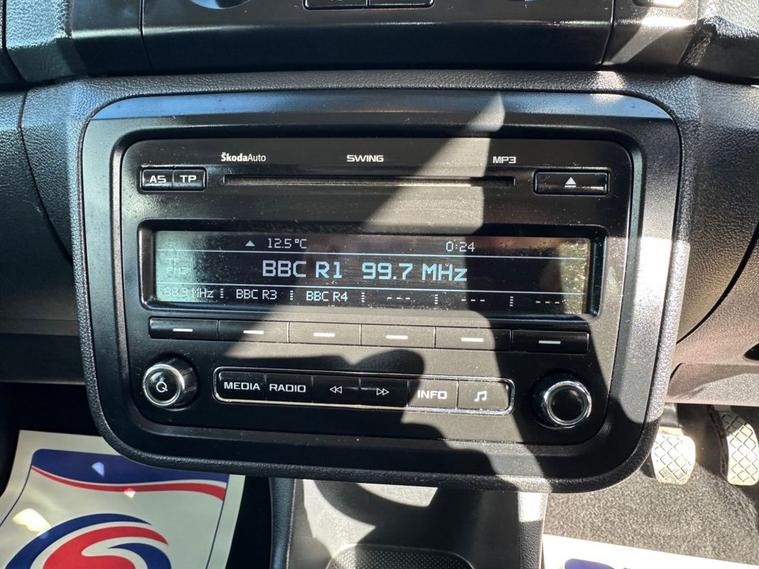 ŠkodaAuto SWING MP3
AS TP
12.5°C 0:24
BBC R1 99.7 MHz
BBC R3 BBC R4 --- --- ---
MEDIA RADIO INFO